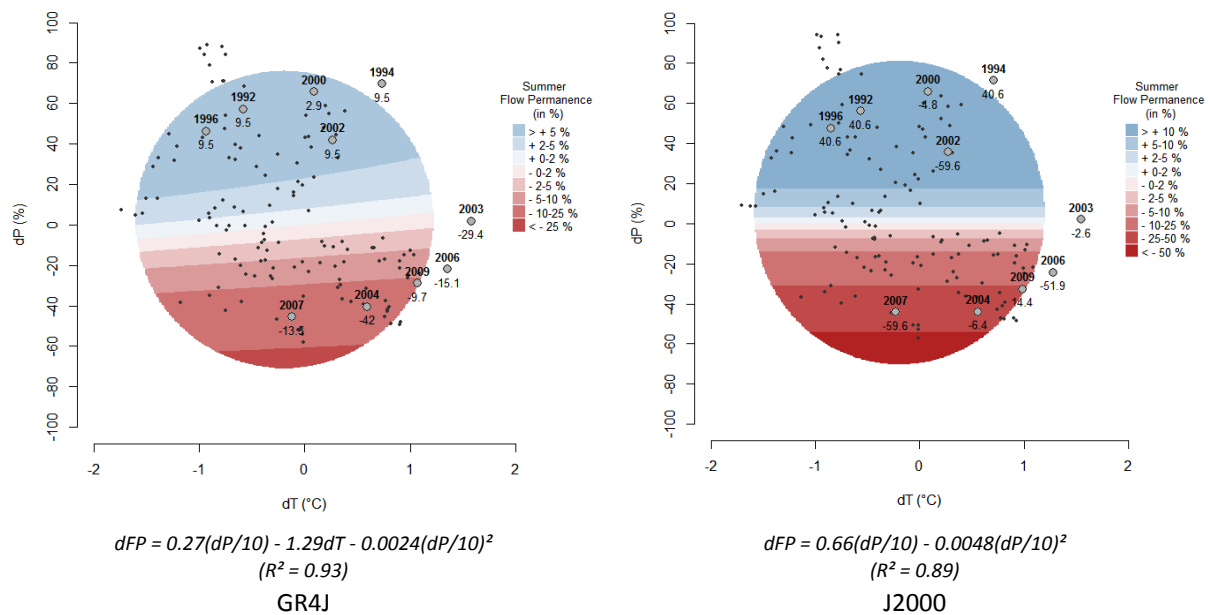 100
80
60
40
20
0
-20
-40
-60
-80
-100
dP (%)
-2
-1
0
1
2
dT (°C)
1994
9.5
2000
2.9
1992
9.5
1996
9.5
2002
9.5
2003
-29.4
2006
-15.1
2009
-9.7
2004
-42
2007
-13.5
Summer
Flow Permanence
(in %)
> + 5 %
+ 2-5 %
+ 0-2 %
- 0-2 %
- 2-5 %
- 5-10 %
- 10-25 %
< - 25 %
dFP = 0.27(dP/10) - 1.29dT - 0.0024(dP/10)²
(R² = 0.93)
GR4J
100
80
60
40
20
0
-20
-40
-60
-80
-100
dP (%)
-2
-1
0
1
2
dT (°C)
1994
40.6
2000
-4.8
1992
40.6
1996
40.6
2002
-59.6
2003
-2.6
2006
-51.9
2009
14.4
2004
-6.4
2007
-59.6
Summer
Flow Permanence
(in %)
> + 10 %
+ 5-10 %
+ 2-5 %
+ 0-2 %
- 0-2 %
- 2-5 %
- 5-10 %
- 10-25 %
- 25-50 %
< - 50 %
dFP = 0.66(dP/10) - 0.0048(dP/10)²
(R² = 0.89)
J2000